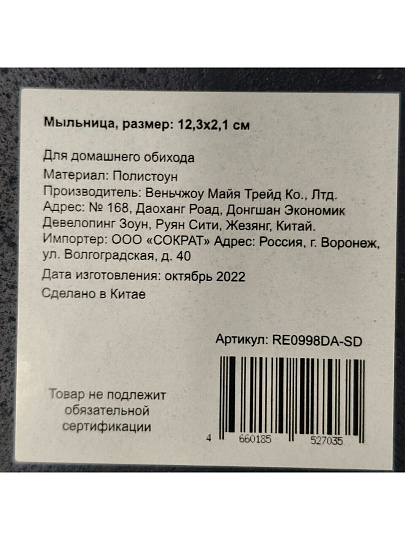 Мыльница, размер: 12,3x2,1 см
Для домашнего обихода
Материал: Полистоун
Производитель: Веньчжоу Майя Трейд Ко., Лтд.
Адрес: № 168, Даоханг Роад, Донгшан Экономик
Девелопинг Зоун, Руян Сити, Жезянг, Китай.
Импортер: ООО «СОКРАТ» Адрес: Россия, г. Воронеж,
ул. Волгоградская, д. 40
Дата изготовления: октябрь 2022
Сделано в Китае
Артикул: RE0998DA-SD
Товар не подлежит
обязательной
сертификации
4 660185 527035